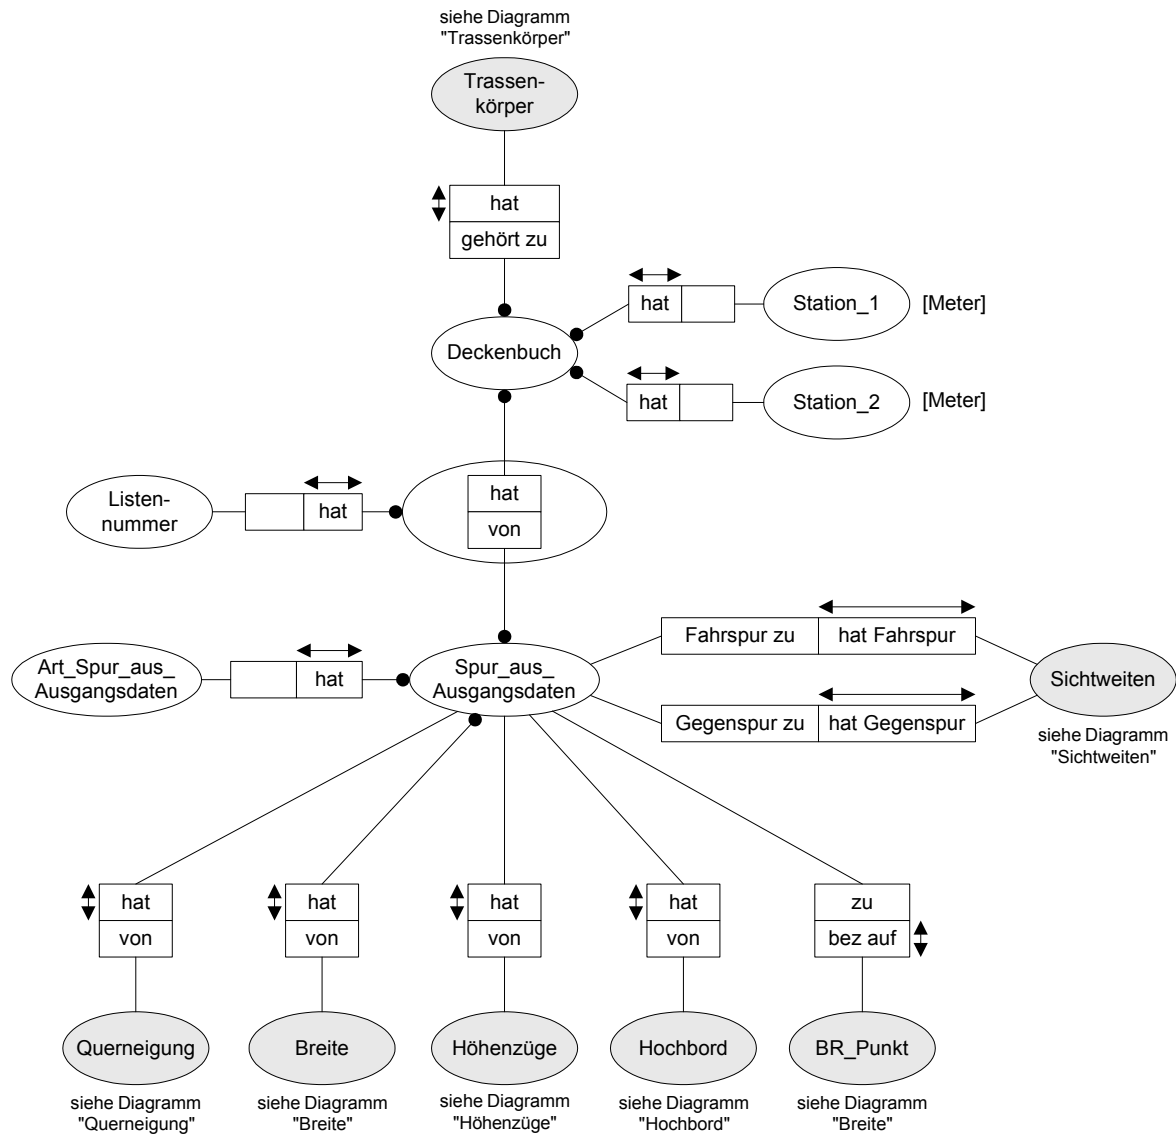 siehe Diagramm
"Trassenkörper"
Trassen-
körper
hat
gehört zu
hat
Station_1
[Meter]
Deckenbuch
hat
Station_2
[Meter]
Listen-
nummer
hat
hat
von
Fahrspur zu
hat Fahrspur
Art_Spur_aus_
Ausgangsdaten
hat
Spur_aus_
Ausgangsdaten
Sichtweiten
Gegenspur zu
hat Gegenspur
siehe Diagramm
"Sichtweiten"
hat
von
hat
von
hat
von
hat
von
zu
bez auf
Querneigung
Breite
Höhenzüge
Hochbord
BR_Punkt
siehe Diagramm
"Querneigung"
siehe Diagramm
"Breite"
siehe Diagramm
"Höhenzüge"
siehe Diagramm
"Hochbord"
siehe Diagramm
"Breite"